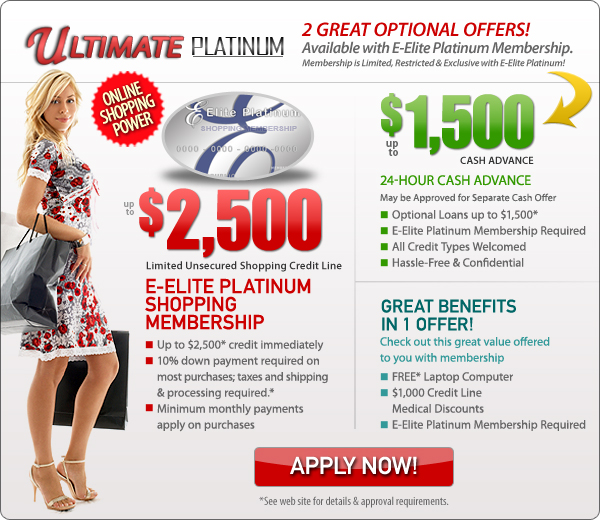 ULTIMATE PLATINUM
2 GREAT OPTIONAL OFFERS!
Available with E-Elite Platinum Membership.
Membership is Limited, Restricted & Exclusive with E-Elite Platinum!
ONLINE
SHOPPING
POWER
E Elite Platinum
SHOPPING MEMBERSHIP
0000 - 0000 - 0000 - 0000
up to
$2,500
Limited Unsecured Shopping Credit Line
E-ELITE PLATINUM
SHOPPING
MEMBERSHIP
Up to $2,500* credit immediately
10% down payment required on
most purchases; taxes and shipping
& processing required.*
Minimum monthly payments
apply on purchases
up to
$1,500
CASH ADVANCE
24-HOUR CASH ADVANCE
May be Approved for Separate Cash Offer
Optional Loans up to $1,500*
E-Elite Platinum Membership Required
All Credit Types Welcomed
Hassle-Free & Confidential
GREAT BENEFITS
IN 1 OFFER!
Check out this great value offered
to you with membership
FREE* Laptop Computer
$1,000 Credit Line
Medical Discounts
E-Elite Platinum Membership Required
APPLY NOW!
*See web site for details & approval requirements.